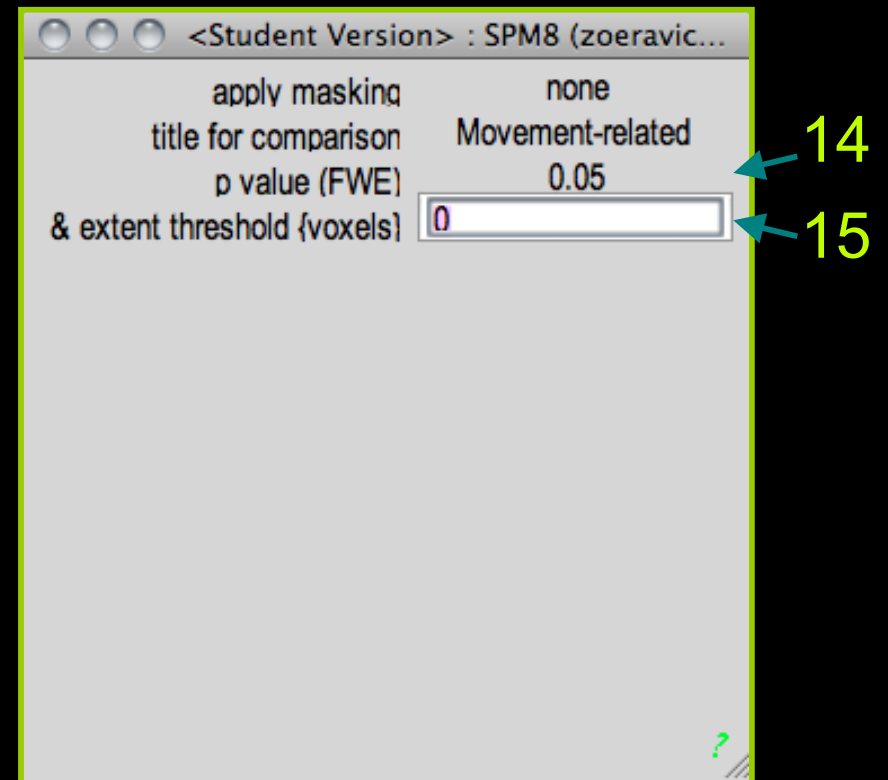 <Student Version> : SPM8 (zoeravic...
apply masking none
title for comparison Movement-related
p value (FWE) 0.05
& extent threshold {voxels} 0
14
15
?